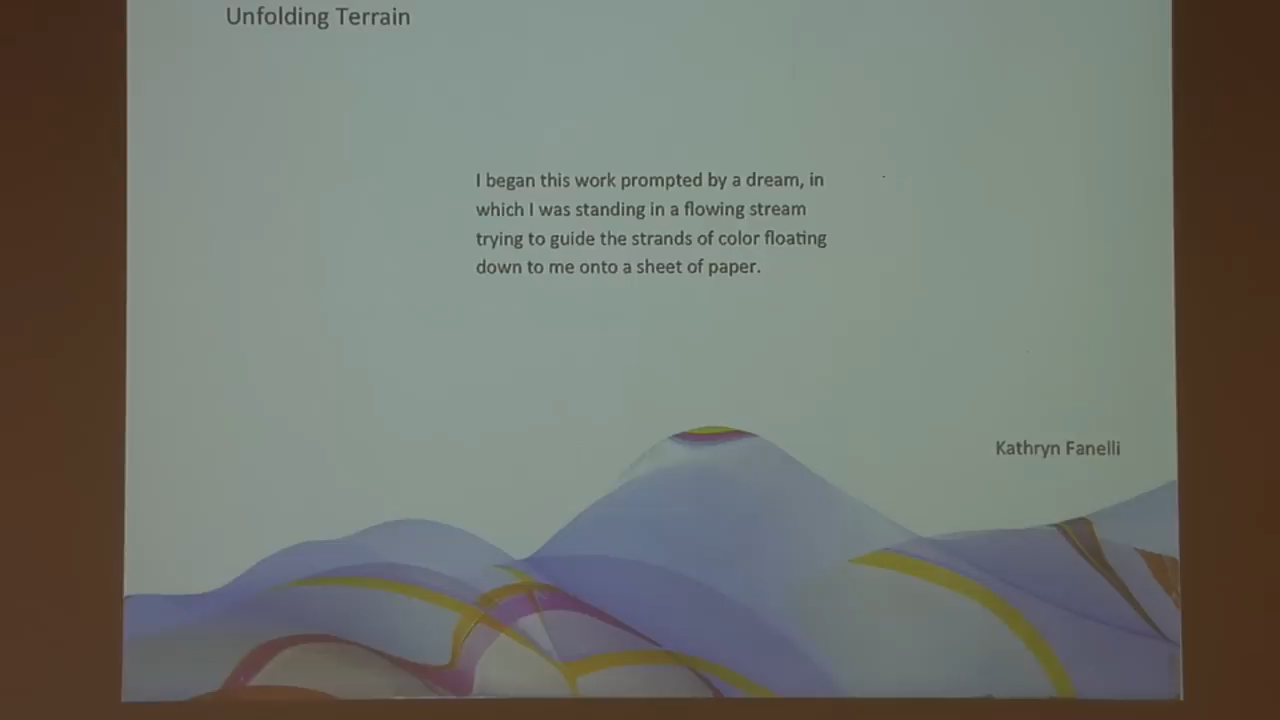 Unfolding Terrain
I began this work prompted by a dream, in
which I was standing in a flowing stream
trying to guide the strands of color floating
down to me onto a sheet of paper.
Kathryn Fanelli